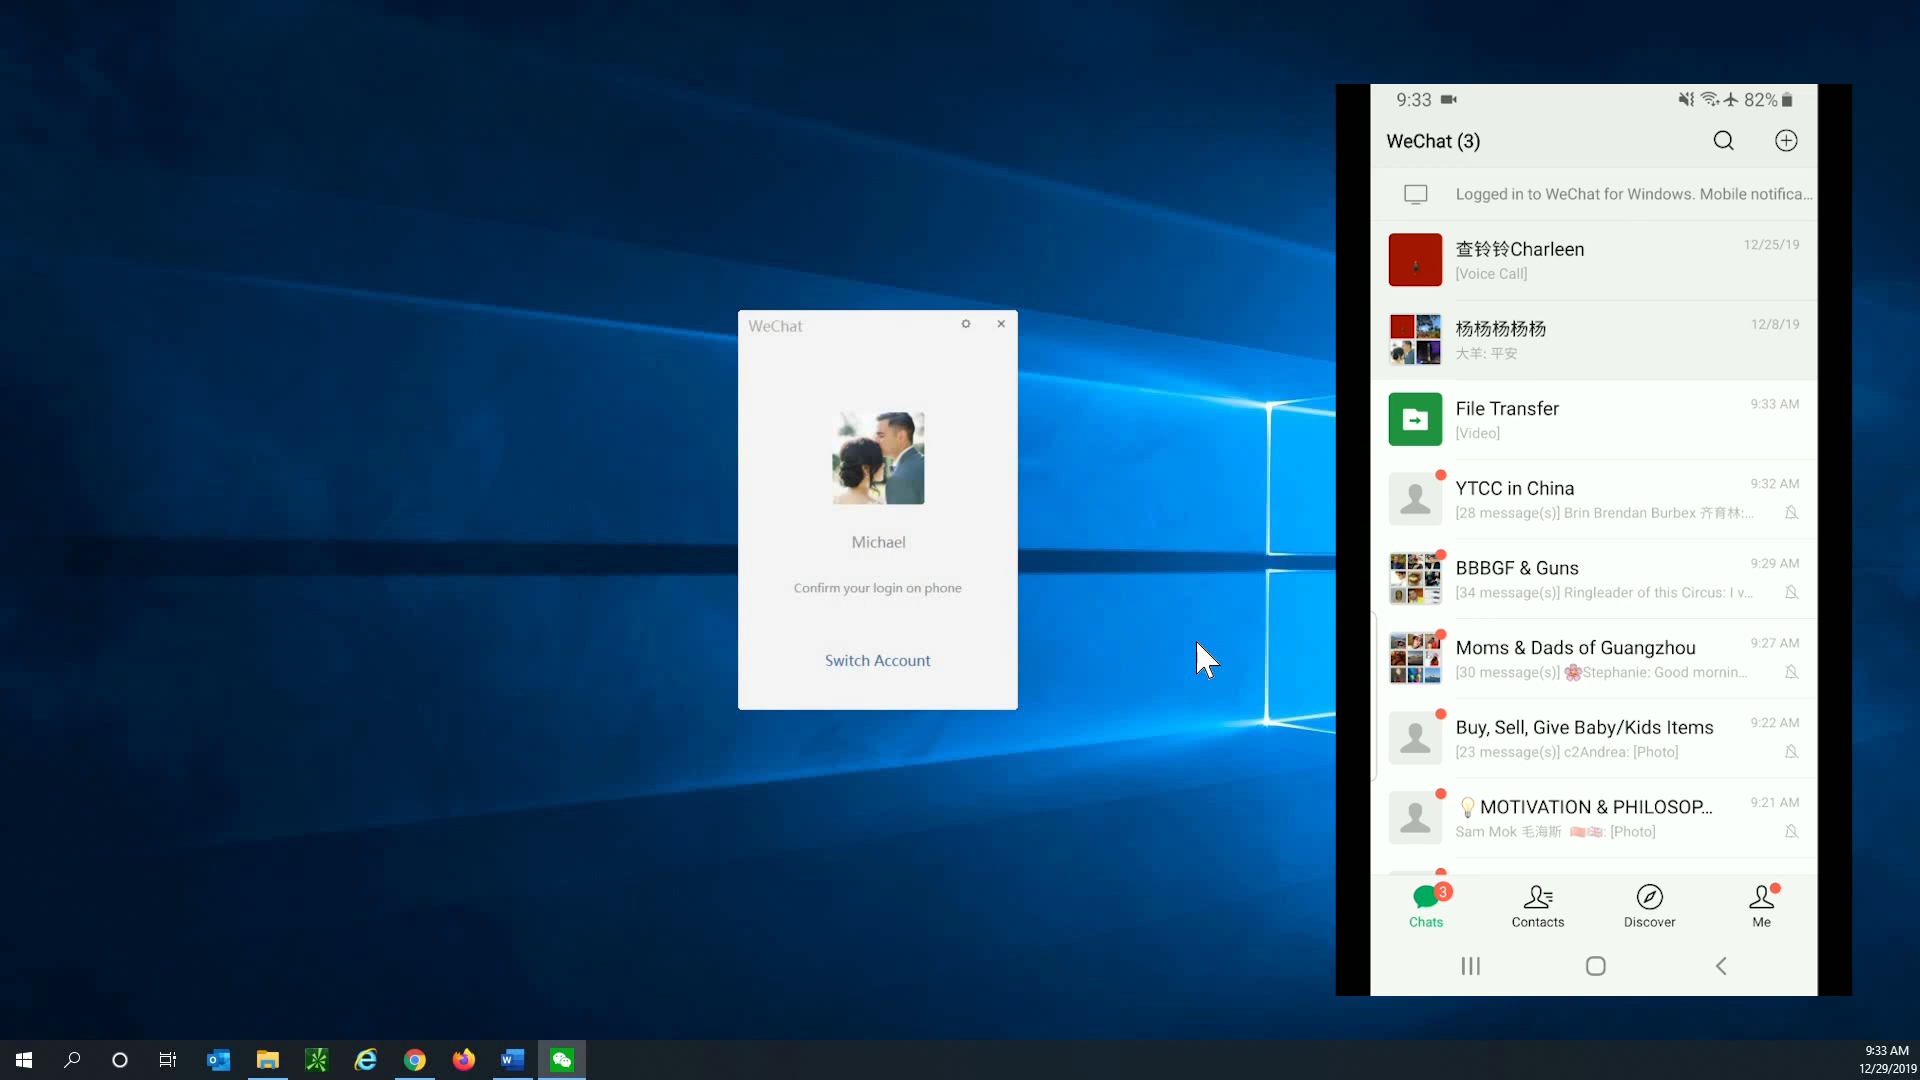 WeChat
Michael
Confirm your login on phone
Switch Account
9:33
82%
WeChat (3)
Logged in to WeChat for Windows. Mobile notifica...
查铃铃Charleen
12/25/19
[Voice Call]
杨杨杨杨杨
12/8/19
大羊: 平安
File Transfer
9:33 AM
[Video]
YTCC in China
9:32 AM
[28 message(s)] Brin Brendan Burbex 齐育林:...
BBBGF & Guns
9:29 AM
[34 message(s)] Ringleader of this Circus: I v...
Moms & Dads of Guangzhou
9:27 AM
[30 message(s)] 🌸Stephanie: Good mornin...
Buy, Sell, Give Baby/Kids Items
9:22 AM
[23 message(s)] c2Andrea: [Photo]
💡MOTIVATION & PHILOSOP...
9:21 AM
Sam Mok 毛海斯 🇨🇳🇬🇧: [Photo]
3
Chats
Contacts
Discover
Me
9:33 AM
12/29/2019